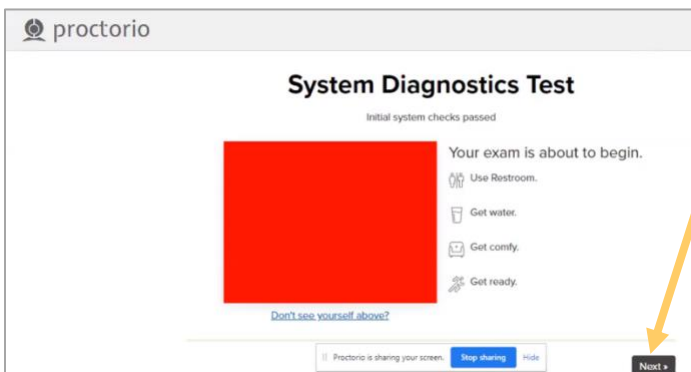 proctorio
System Diagnostics Test
Initial system checks passed
Your exam is about to begin.
Use Restroom.
Get water.
Get comfy.
Get ready.
Don't see yourself above?
Proctorio is sharing your screen. Stop sharing Hide
Next »